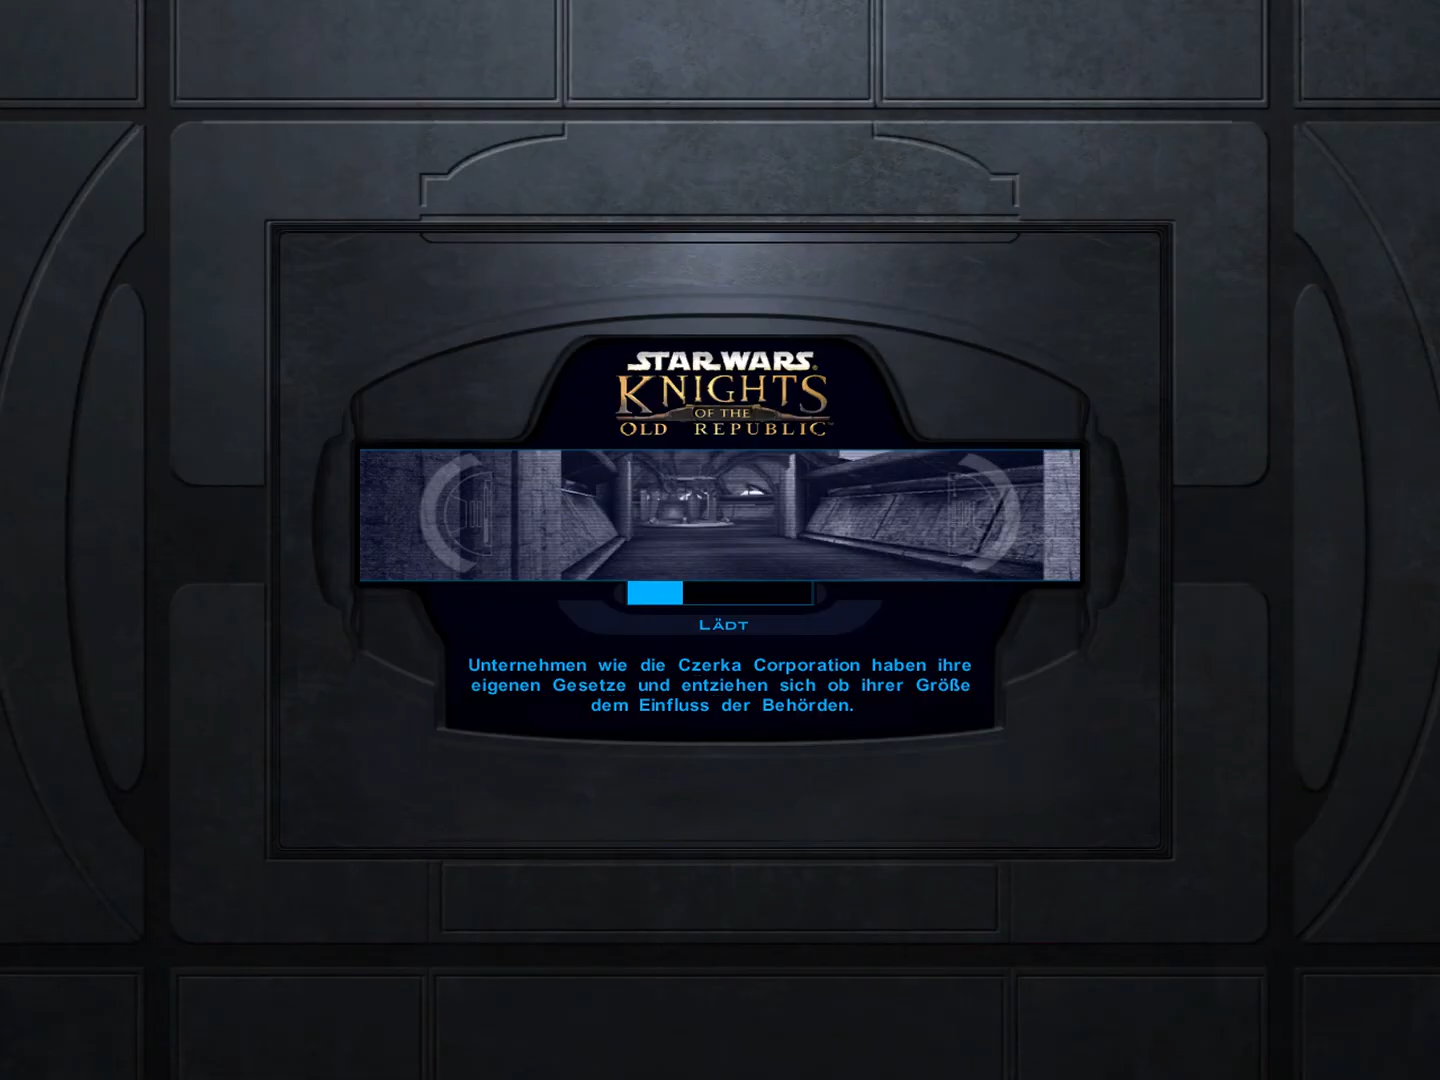 STAR WARS
KNIGHTS
OF THE
OLD REPUBLIC
LÄDT
Unternehmen wie die Czerka Corporation haben ihre
eigenen Gesetze und entziehen sich ob ihrer Größe
dem Einfluss der Behörden.